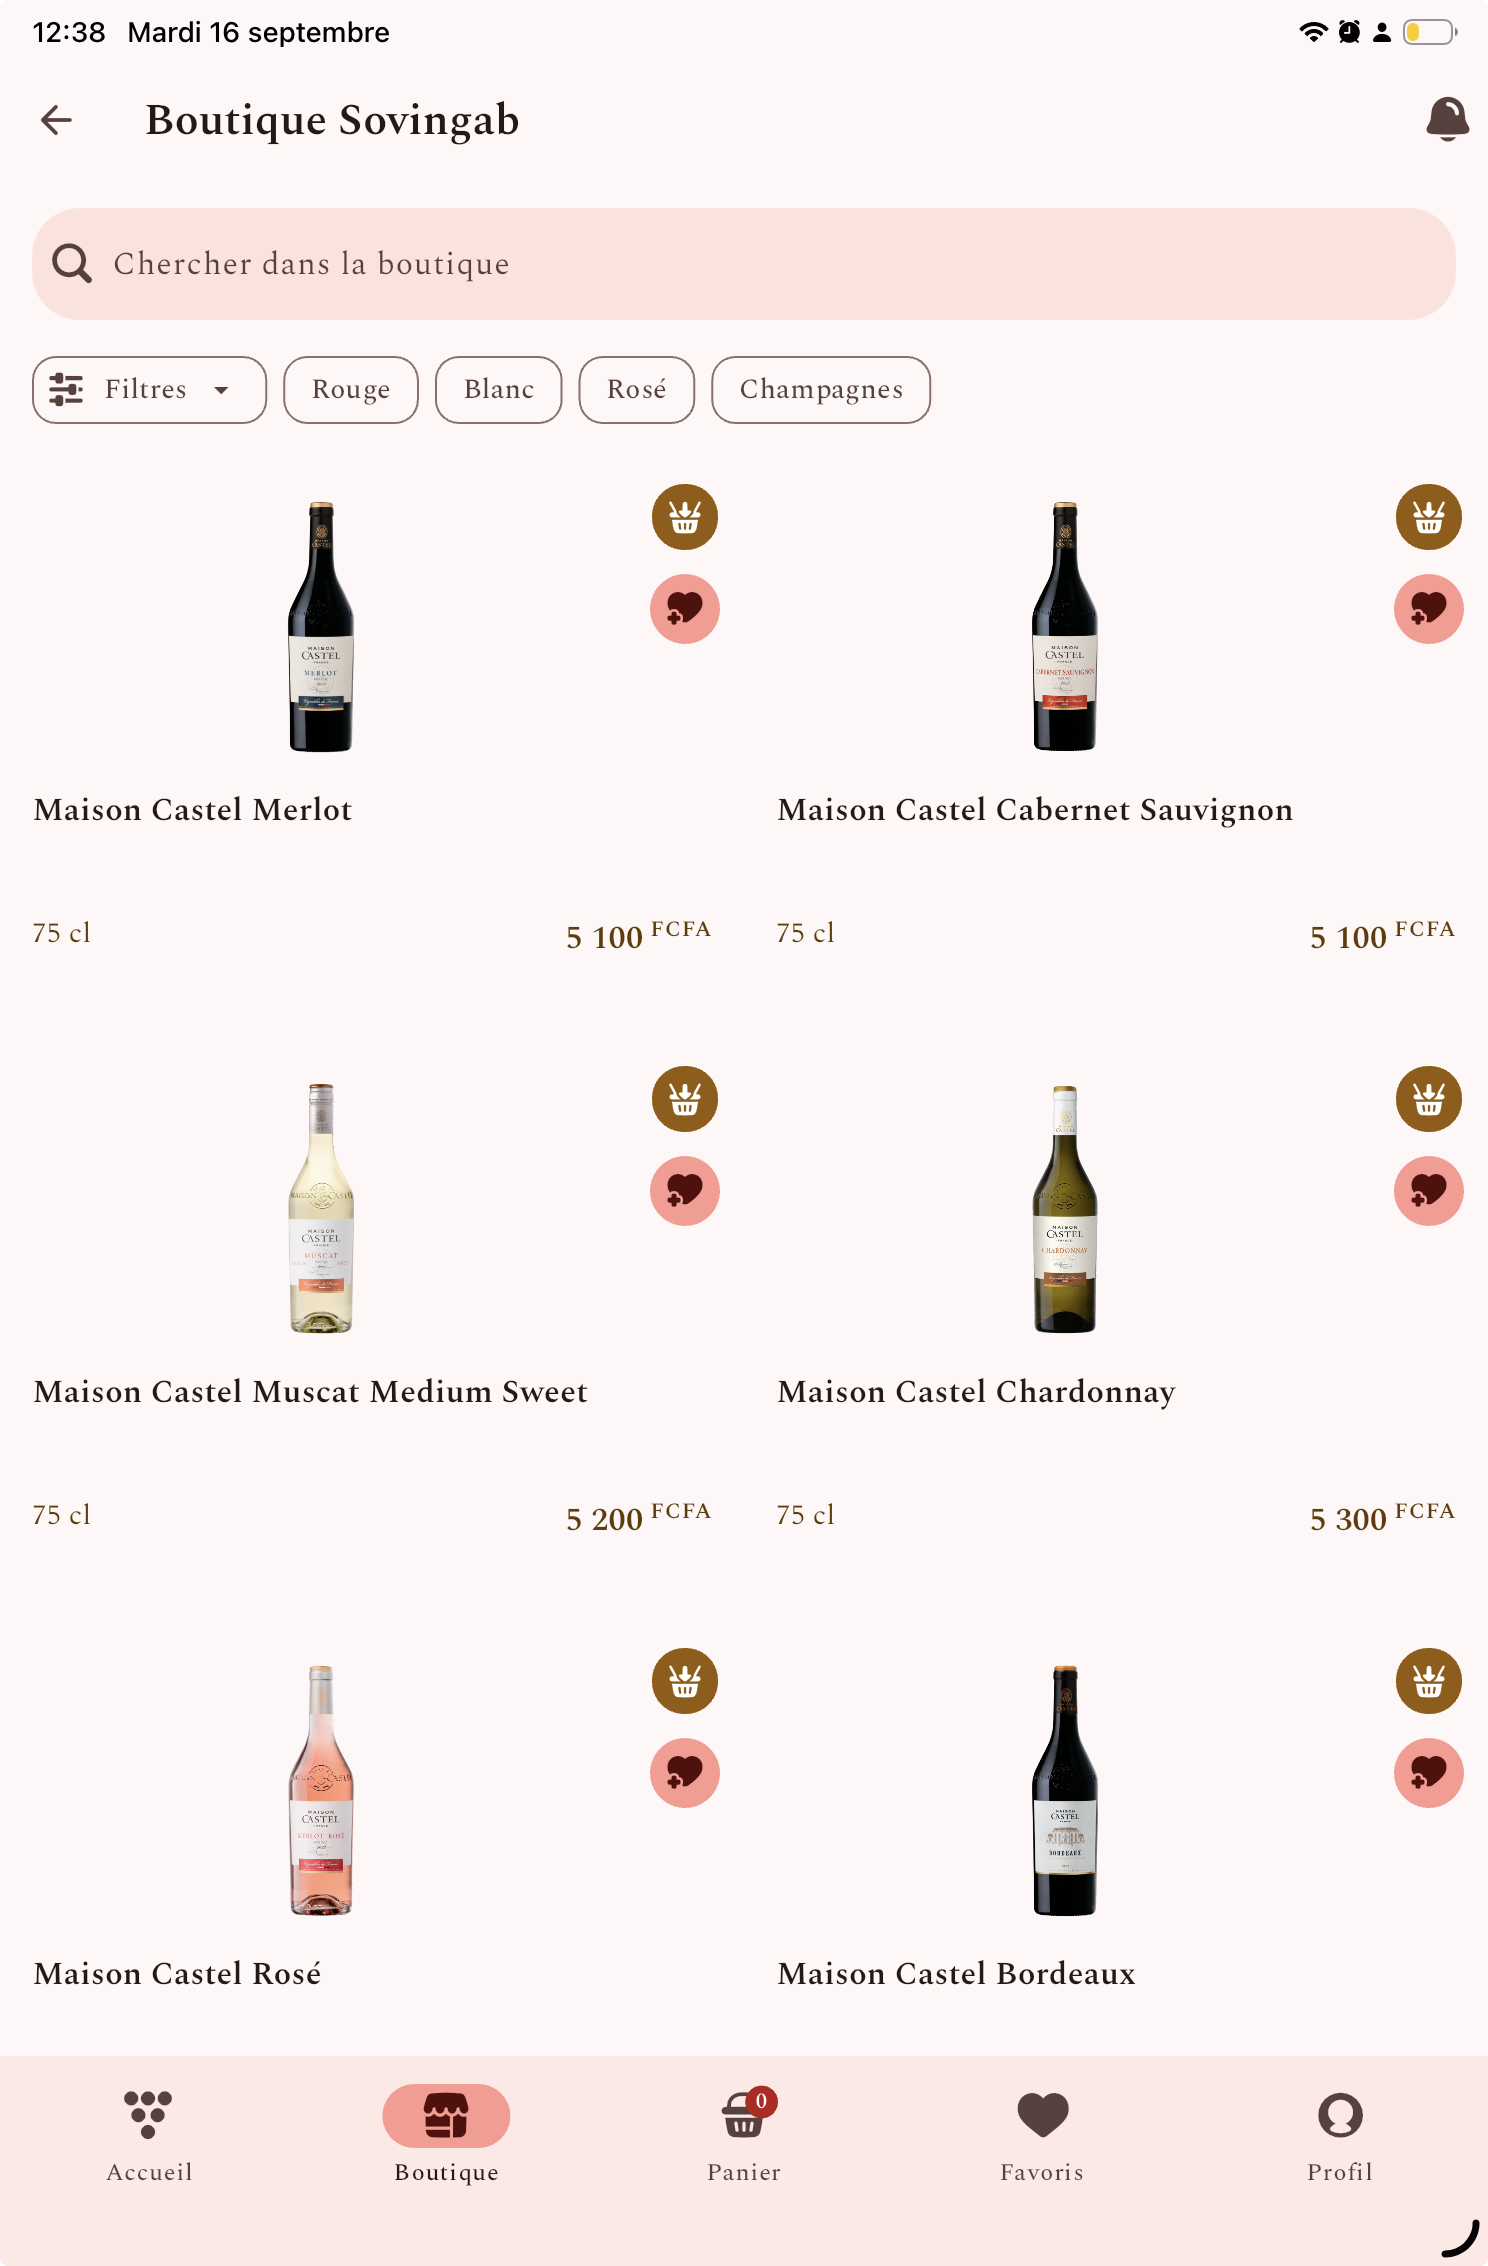 12:38 Mardi 16 septembre
Boutique Sovingab
Chercher dans la boutique
Filtres Rouge Blanc Rosé Champagnes
MAISON
CASTEL
MERLOT
MAISON
CASTEL
CABERNET SAUVIGNON
Maison Castel Merlot
Maison Castel Cabernet Sauvignon
75 cl 5 100 FCFA
75 cl 5 100 FCFA
MAISON
CASTEL
MUSCAT
MAISON
CASTEL
CHARDONNAY
Maison Castel Muscat Medium Sweet
Maison Castel Chardonnay
75 cl 5 200 FCFA
75 cl 5 300 FCFA
MAISON
CASTEL
MERLOT ROSÉ
MAISON
CASTEL
BORDEAUX
Maison Castel Rosé
Maison Castel Bordeaux
0
Accueil Boutique Panier Favoris Profil